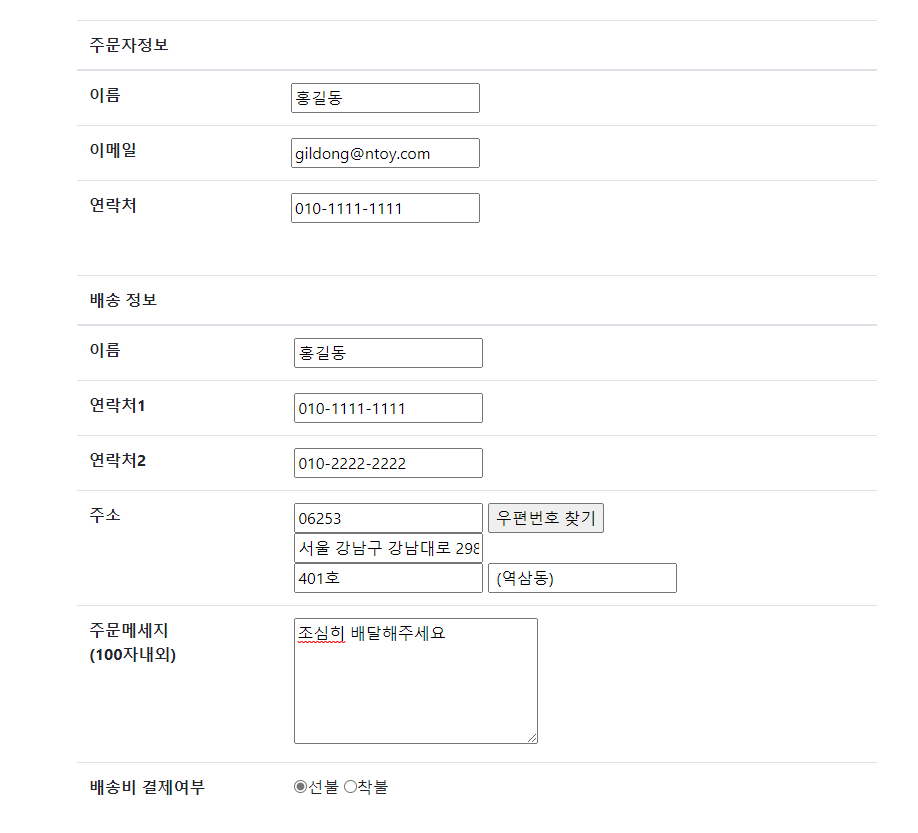 주문자정보
이름 홍길동
이메일 gildong@ntoy.com
연락처 010-1111-1111
배송 정보
이름 홍길동
연락처1 010-1111-1111
연락처2 010-2222-2222
주소 06253 우편번호 찾기
서울 강남구 강남대로 298
401호 (역삼동)
주문메세지 조심히 배달해주세요
(100자내외)
배송비 결제여부 선불 착불